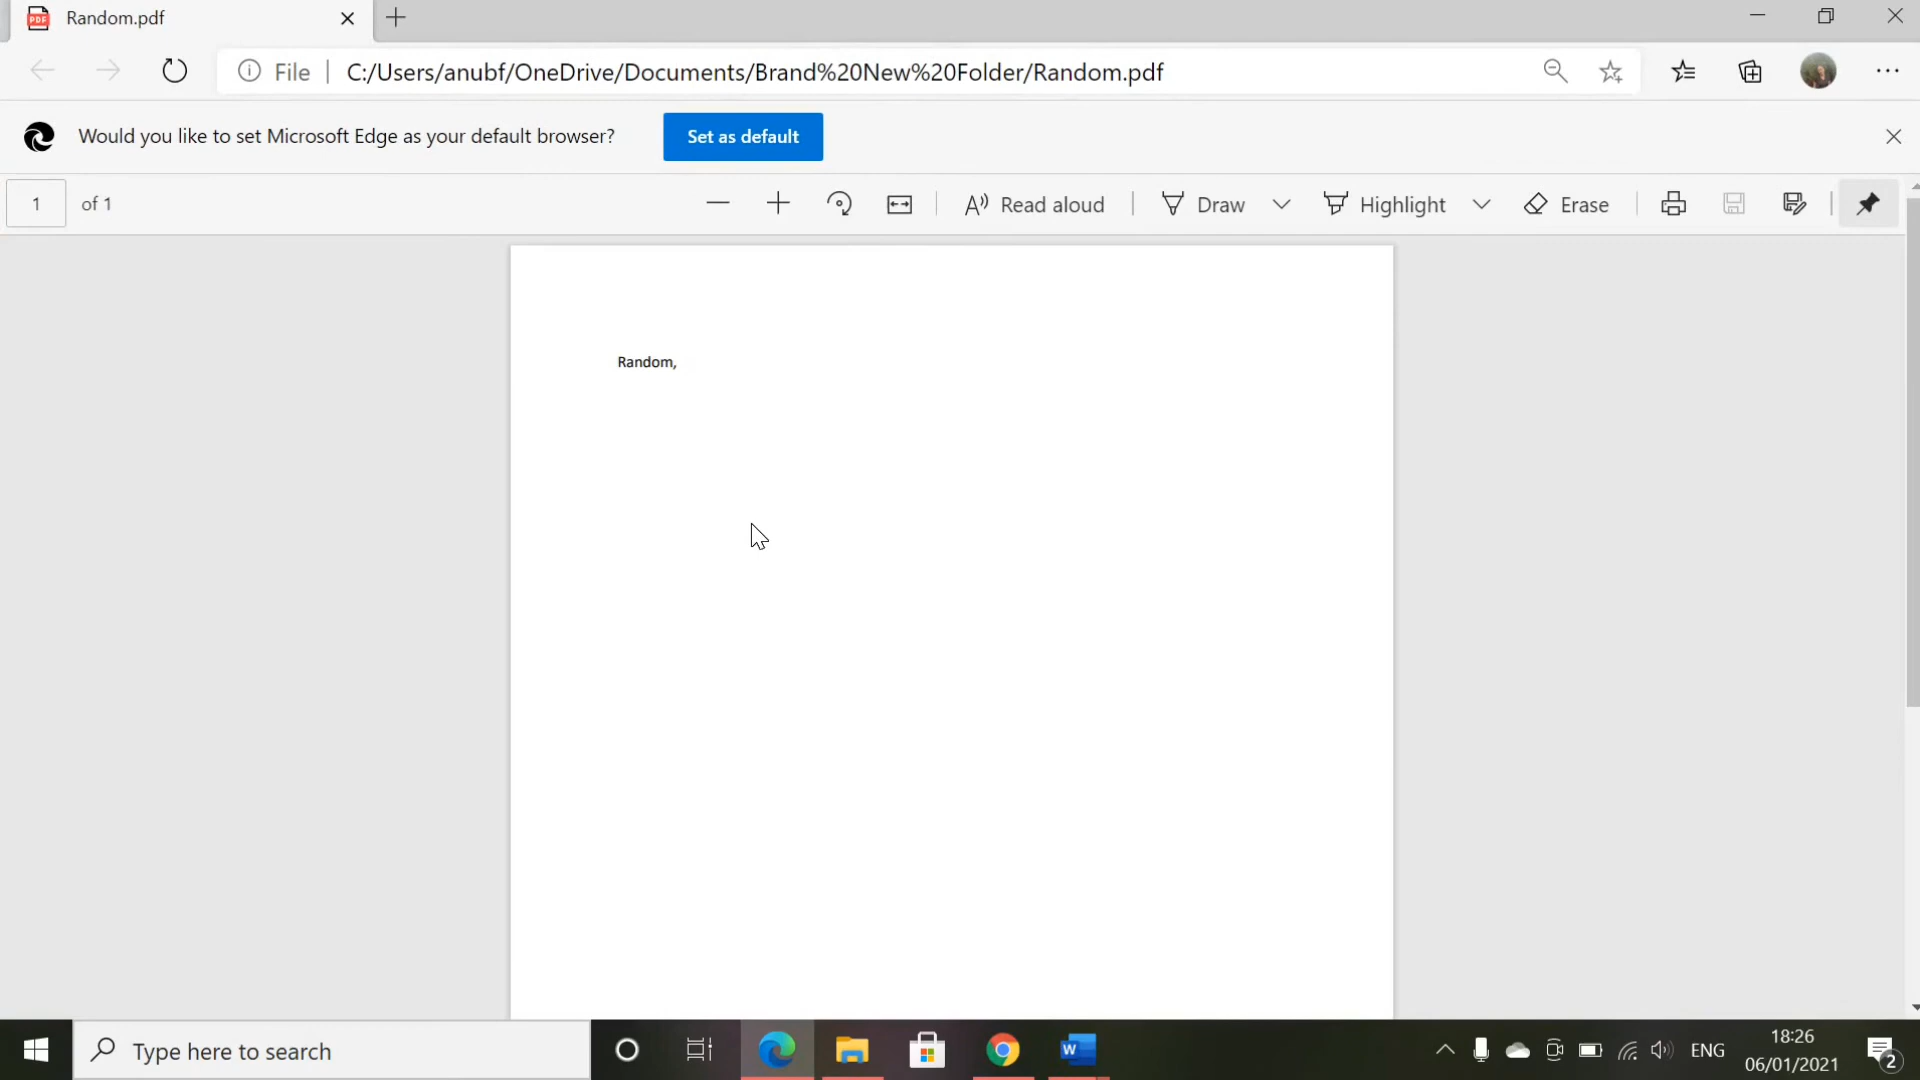 PDF Random.pdf
File | C:/Users/anubf/OneDrive/Documents/Brand%20New%20Folder/Random.pdf
Would you like to set Microsoft Edge as your default browser? Set as default
1 of 1 Read aloud Draw Highlight Erase
Random,
Type here to search W ENG 18:26
06/01/2021 2